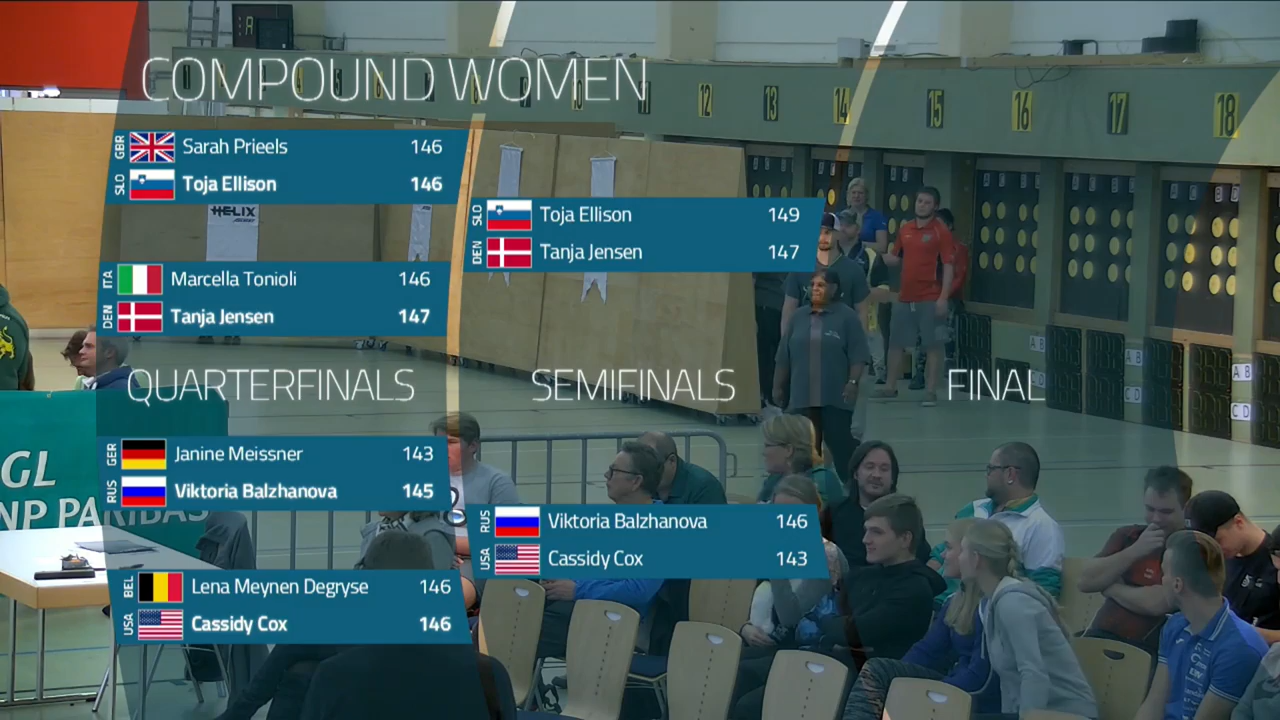 A
COMPOUND WOMEN
10 11 12 13 14 15 16 17 18
GBR Sarah Prieels 146
SLO Toja Ellison 146
HELIX
SLO Toja Ellison 149
DEN Tanja Jensen 147
ITA Marcella Tonioli 146
DEN Tanja Jensen 147
A B
A B
A B
C D
C D
QUARTERFINALS
SEMIFINALS
FINAL
GER Janine Meissner 143
RUS Viktoria Balzhanova 145
GL
NP PARIBAS
RUS Viktoria Balzhanova 146
USA Cassidy Cox 143
BEL Lena Meynen Degryse 146
USA Cassidy Cox 146